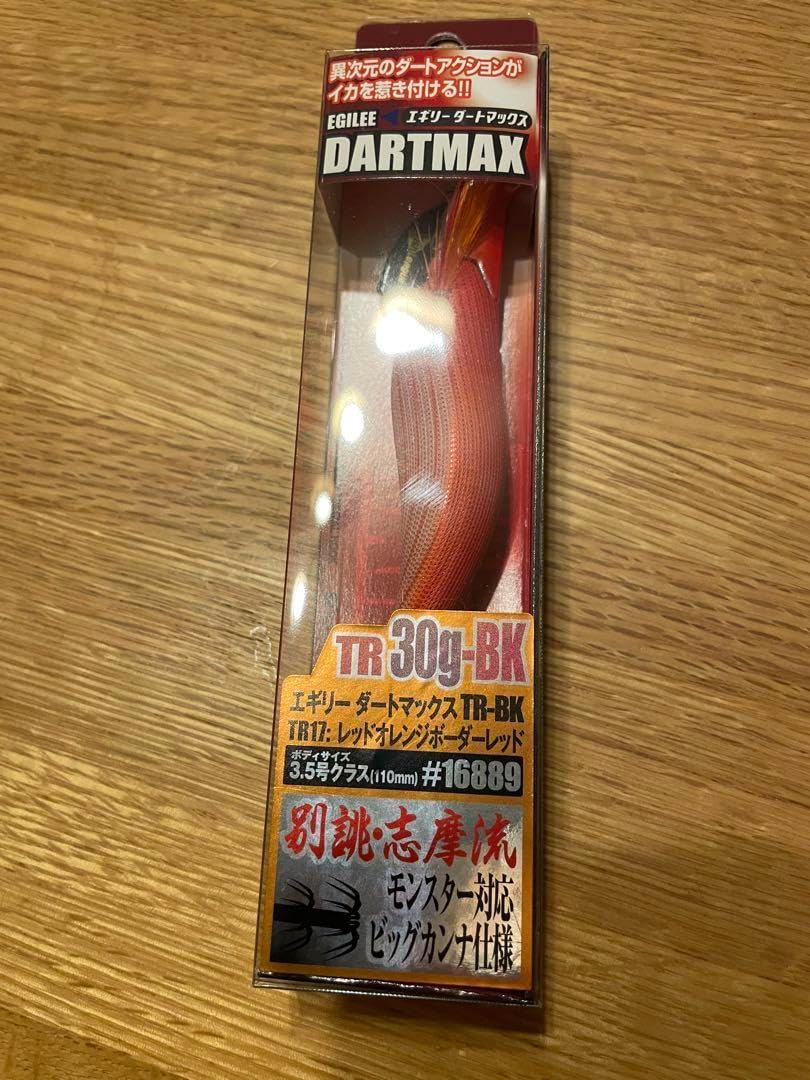 異次元のダートアクションが
イカを惹き付ける!!
EGILEE エギリーダートマックス
DARTMAX
TR 30g-BK
エギリー ダートマックス TR-BK
TR17: レッドオレンジボーダーレッド
ボディサイズ
3.5号クラス(110mm) #16889
別誂・志摩流
モンスター対応
ビッグカンナ仕様